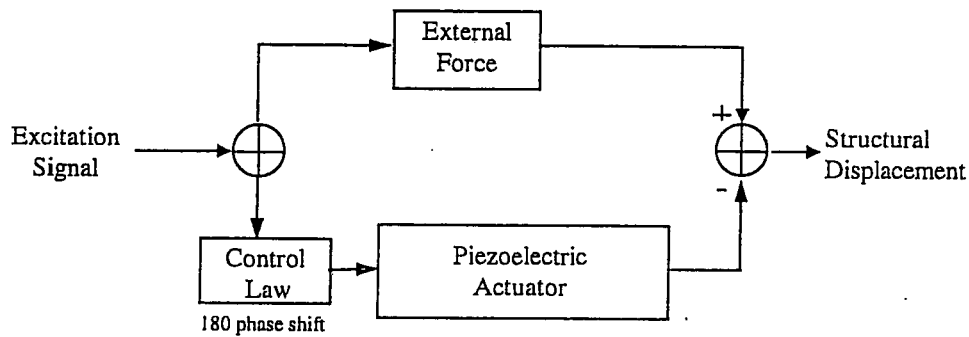 External
Force
Excitation
Signal
+
-
Structural
Displacement
Control
Law
180 phase shift
Piezoelectric
Actuator